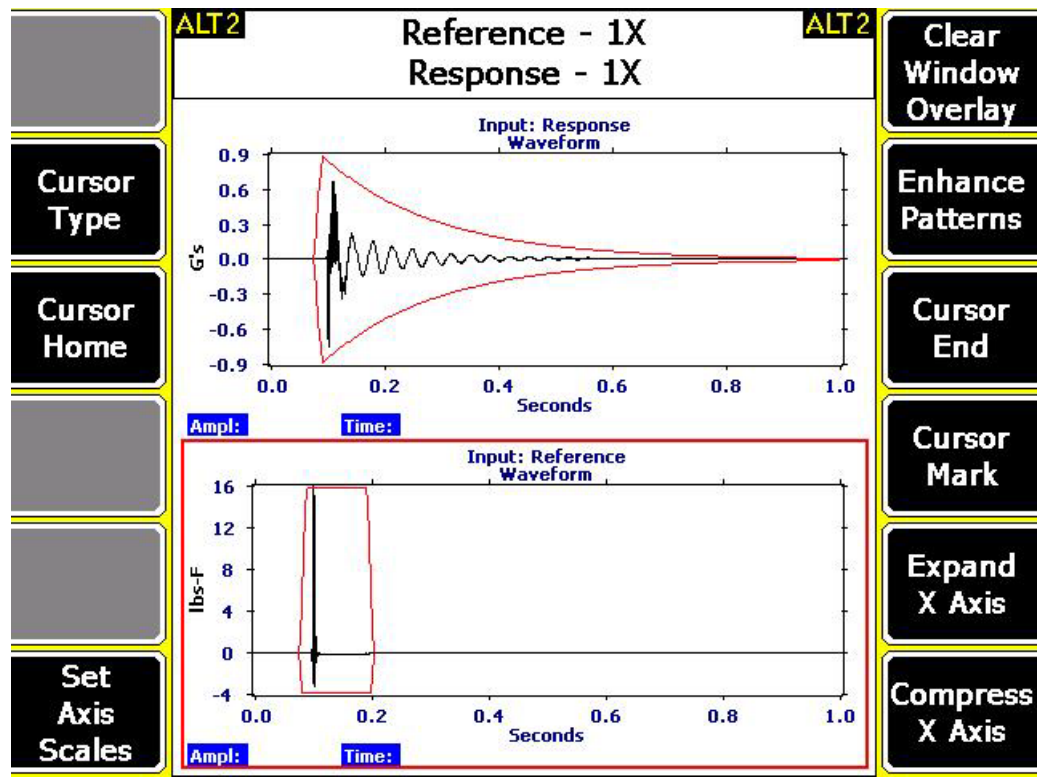 ALT2
Reference - 1X
Response - 1X
ALT2
Cursor
Type
Cursor
Home
Set
Axis
Scales
Input: Response
Waveform
0.9
0.6
0.3
0.0
-0.3
-0.6
-0.9
G's
0.0 0.2 0.4 0.6 0.8 1.0
Seconds
Ampl: Time:
Input: Reference
Waveform
16
12
8
4
0
-4
lbs-F
0.0 0.2 0.4 0.6 0.8 1.0
Seconds
Ampl: Time:
Clear
Window
Overlay
Enhance
Patterns
Cursor
End
Cursor
Mark
Expand
X Axis
Compress
X Axis